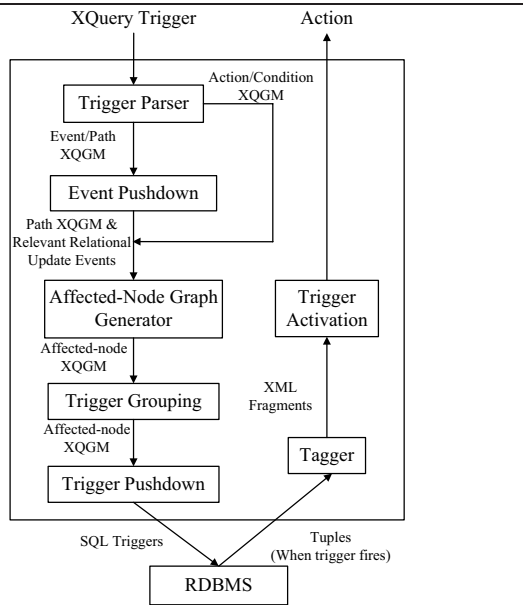 XQuery Trigger
Action
Action/Condition
XQGM
Trigger Parser
Event/Path
XQGM
Event Pushdown
Path XQGM &
Relevant Relational
Update Events
Affected-Node Graph
Generator
Trigger
Activation
Affected-node
XQGM
XML
Fragments
Trigger Grouping
Affected-node
XQGM
Tagger
Trigger Pushdown
SQL Triggers
Tuples
(When trigger fires)
RDBMS